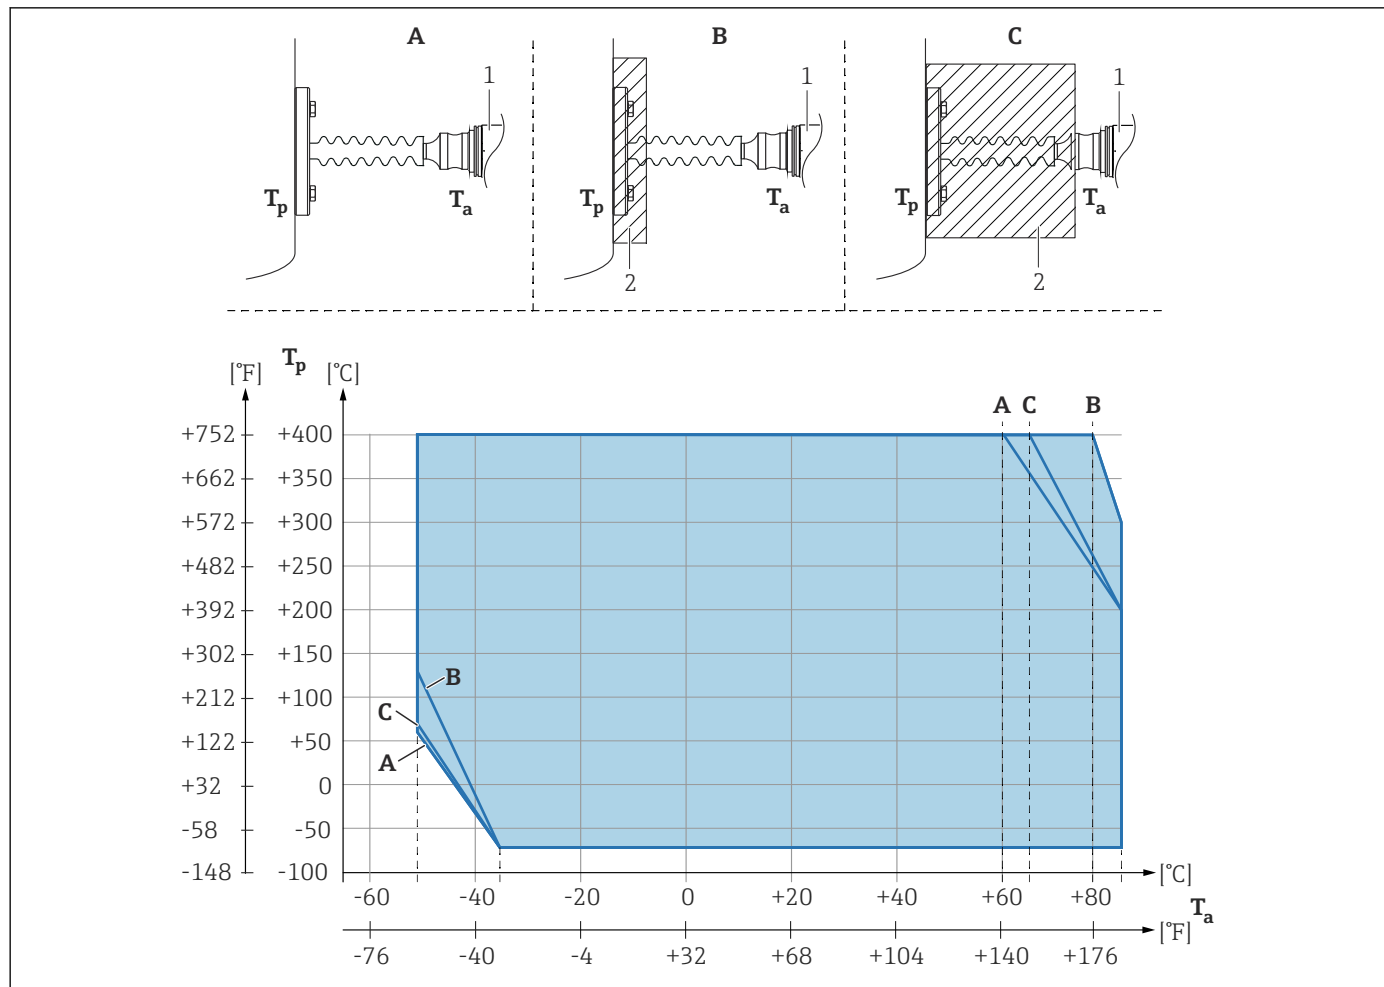 A B C
1 1 1
Tp Ta Tp Ta Tp Ta
2 2
[°F] Tp [°C]
A C B
+752 +400
+662 +350
+572 +300
+482 +250
+392 +200
+302 +150
+212 +100
B
C
+122 +50
A
+32 0
-58 -50
-148 -100
[°C]
-60 -40 -20 0 +20 +40 +60 +80
Ta
[°F]
-76 -40 -4 +32 +68 +104 +140 +176